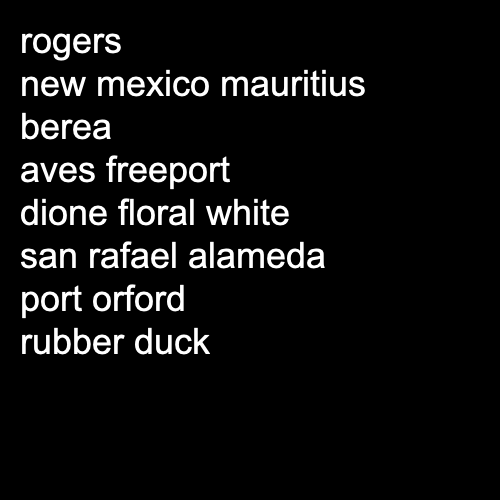 rogers
new mexico mauritius
berea
aves freeport
dione floral white
san rafael alameda
port orford
rubber duck